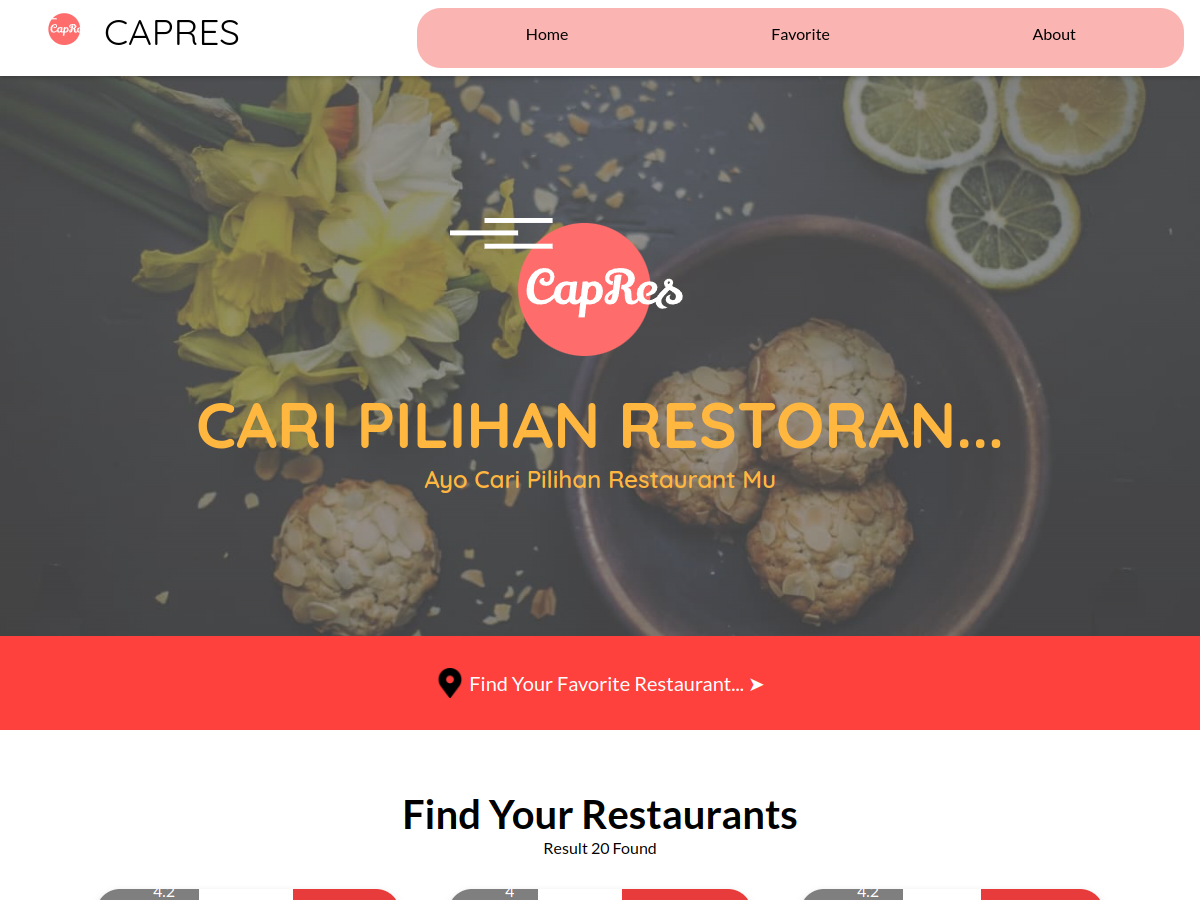 CapRe
CAPRES
Home
Favorite
About
CapRes
CARI PILIHAN RESTORAN...
Ayo Cari Pilihan Restaurant Mu
Find Your Favorite Restaurant... ➤
Find Your Restaurants
Result 20 Found
4.2
4
4.2